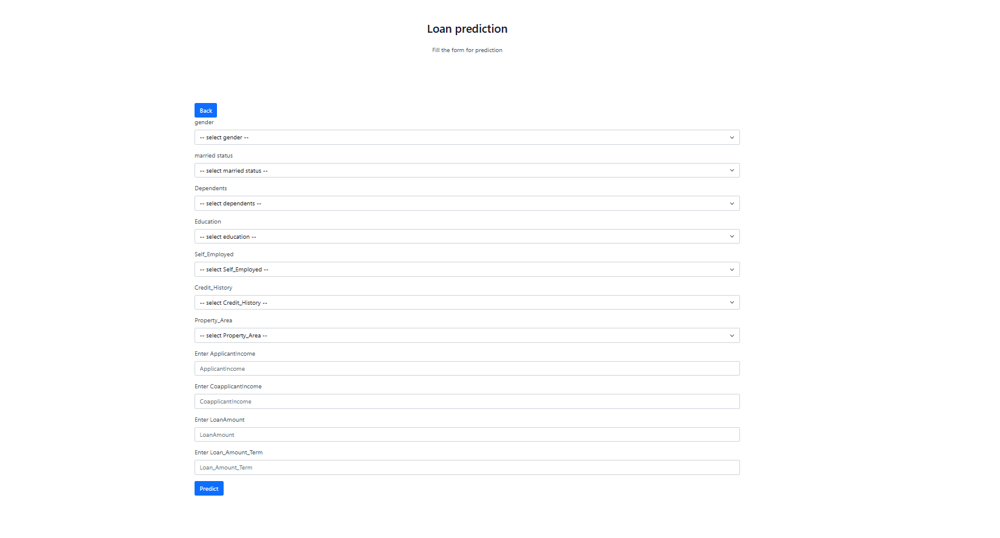 Loan prediction
Fill the form for prediction
Back
gender
-- select gender --
married status
-- select married status --
Dependents
-- select dependents --
Education
-- select education --
Self_Employed
-- select Self_Employed --
Credit_History
-- select Credit_History --
Property_Area
-- select Property_Area --
Enter ApplicantIncome
ApplicantIncome
Enter CoapplicantIncome
CoapplicantIncome
Enter LoanAmount
LoanAmount
Enter Loan_Amount_Term
Loan_Amount_Term
Predict